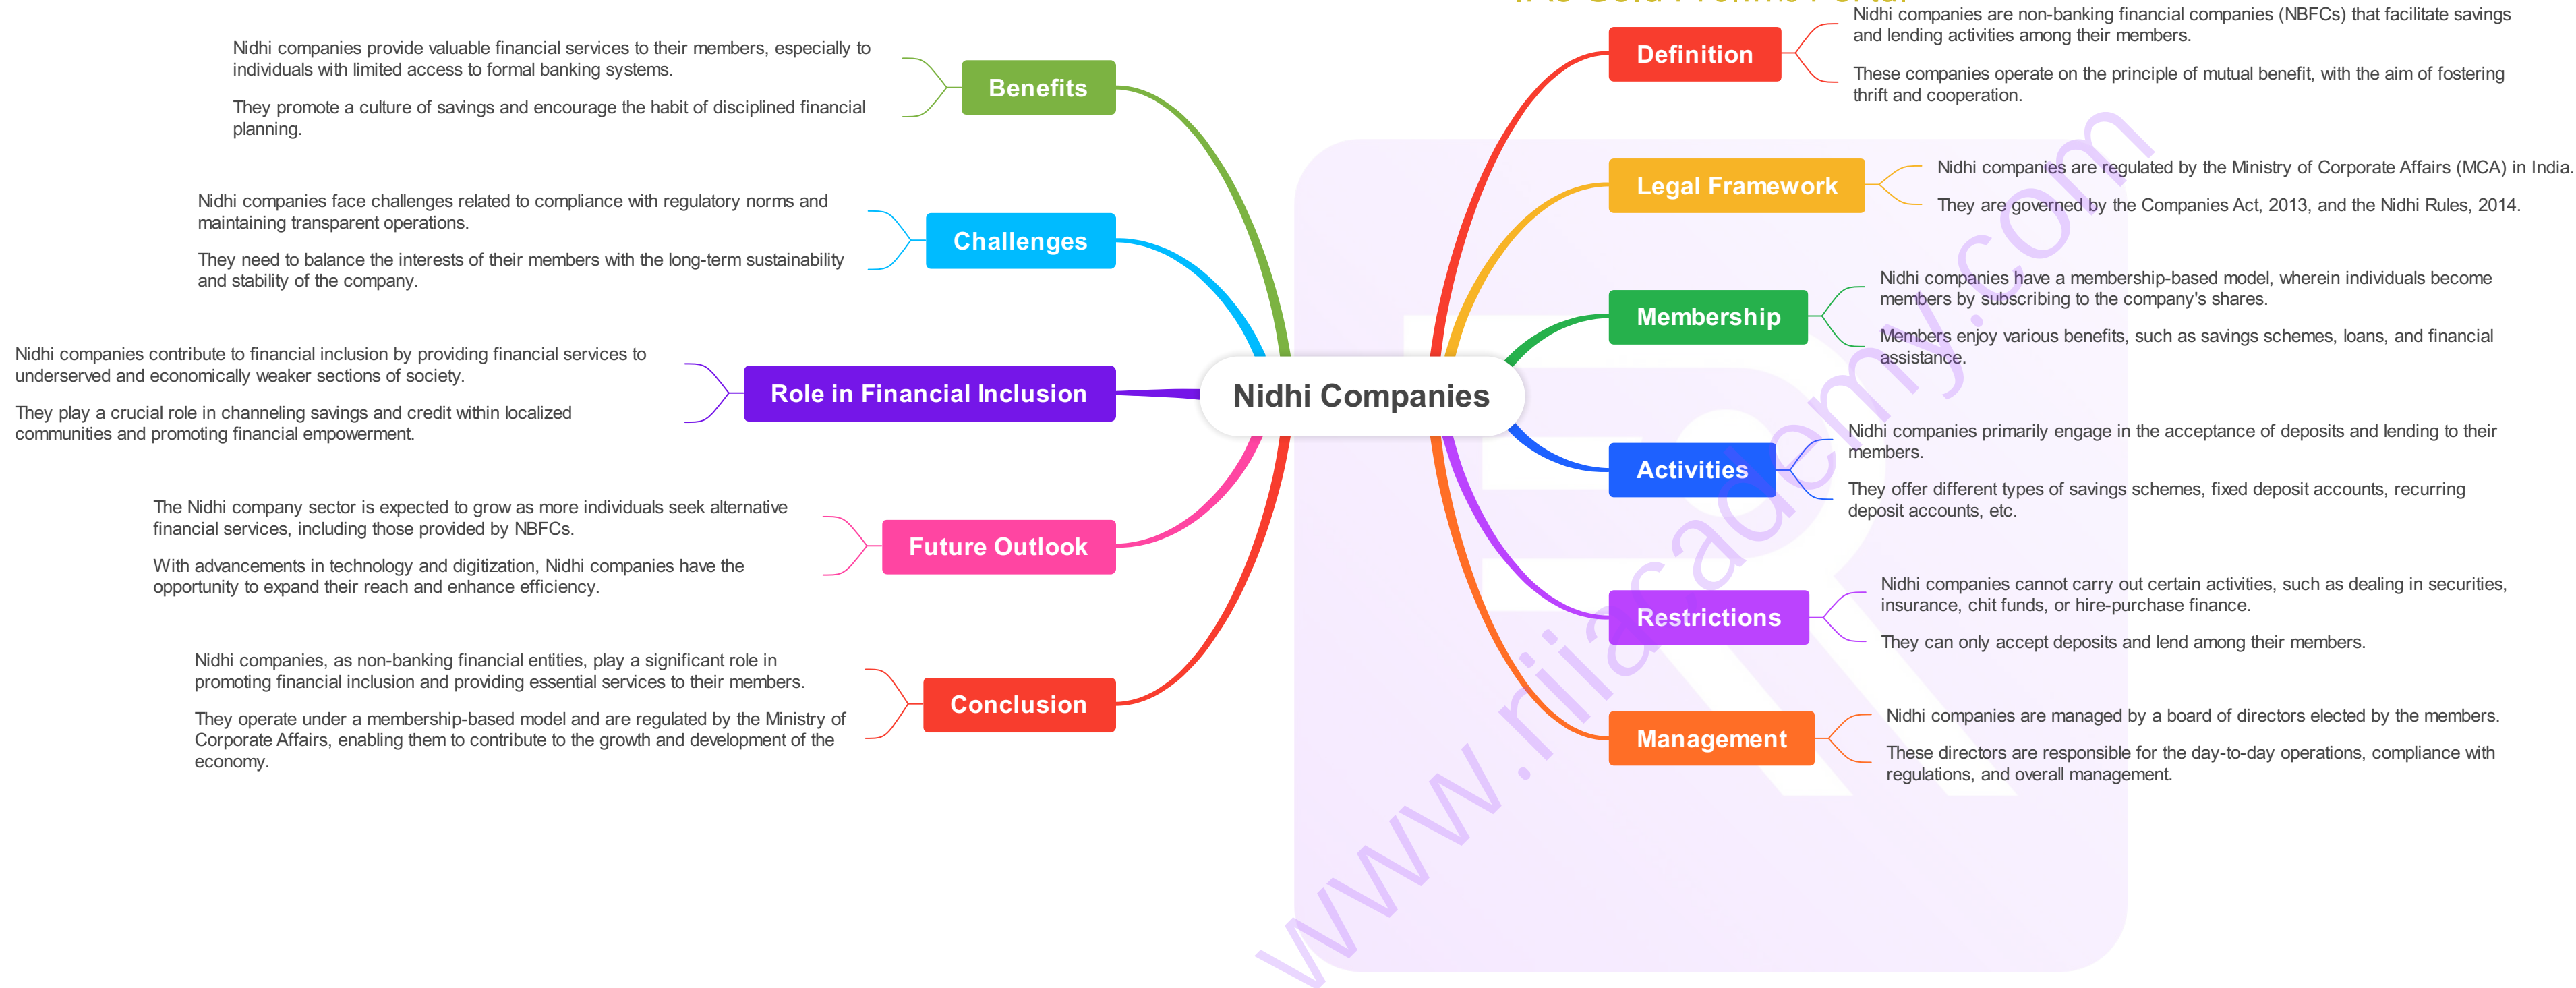 Nidhi Companies
Definition
Nidhi companies are non-banking financial companies (NBFCs) that facilitate savings
and lending activities among their members.
These companies operate on the principle of mutual benefit, with the aim of fostering
thrift and cooperation.
Legal Framework
Nidhi companies are regulated by the Ministry of Corporate Affairs (MCA) in India.
They are governed by the Companies Act, 2013, and the Nidhi Rules, 2014.
Membership
Nidhi companies have a membership-based model, wherein individuals become
members by subscribing to the company's shares.
Members enjoy various benefits, such as savings schemes, loans, and financial
assistance.
Activities
Nidhi companies primarily engage in the acceptance of deposits and lending to their
members.
They offer different types of savings schemes, fixed deposit accounts, recurring
deposit accounts, etc.
Restrictions
Nidhi companies cannot carry out certain activities, such as dealing in securities,
insurance, chit funds, or hire-purchase finance.
They can only accept deposits and lend among their members.
Management
Nidhi companies are managed by a board of directors elected by the members.
These directors are responsible for the day-to-day operations, compliance with
regulations, and overall management.
Benefits
Nidhi companies provide valuable financial services to their members, especially to
individuals with limited access to formal banking systems.
They promote a culture of savings and encourage the habit of disciplined financial
planning.
Challenges
Nidhi companies face challenges related to compliance with regulatory norms and
maintaining transparent operations.
They need to balance the interests of their members with the long-term sustainability
and stability of the company.
Role in Financial Inclusion
Nidhi companies contribute to financial inclusion by providing financial services to
underserved and economically weaker sections of society.
They play a crucial role in channeling savings and credit within localized
communities and promoting financial empowerment.
Future Outlook
The Nidhi company sector is expected to grow as more individuals seek alternative
financial services, including those provided by NBFCs.
With advancements in technology and digitization, Nidhi companies have the
opportunity to expand their reach and enhance efficiency.
Conclusion
Nidhi companies, as non-banking financial entities, play a significant role in
promoting financial inclusion and providing essential services to their members.
They operate under a membership-based model and are regulated by the Ministry of
Corporate Affairs, enabling them to contribute to the growth and development of the
economy.